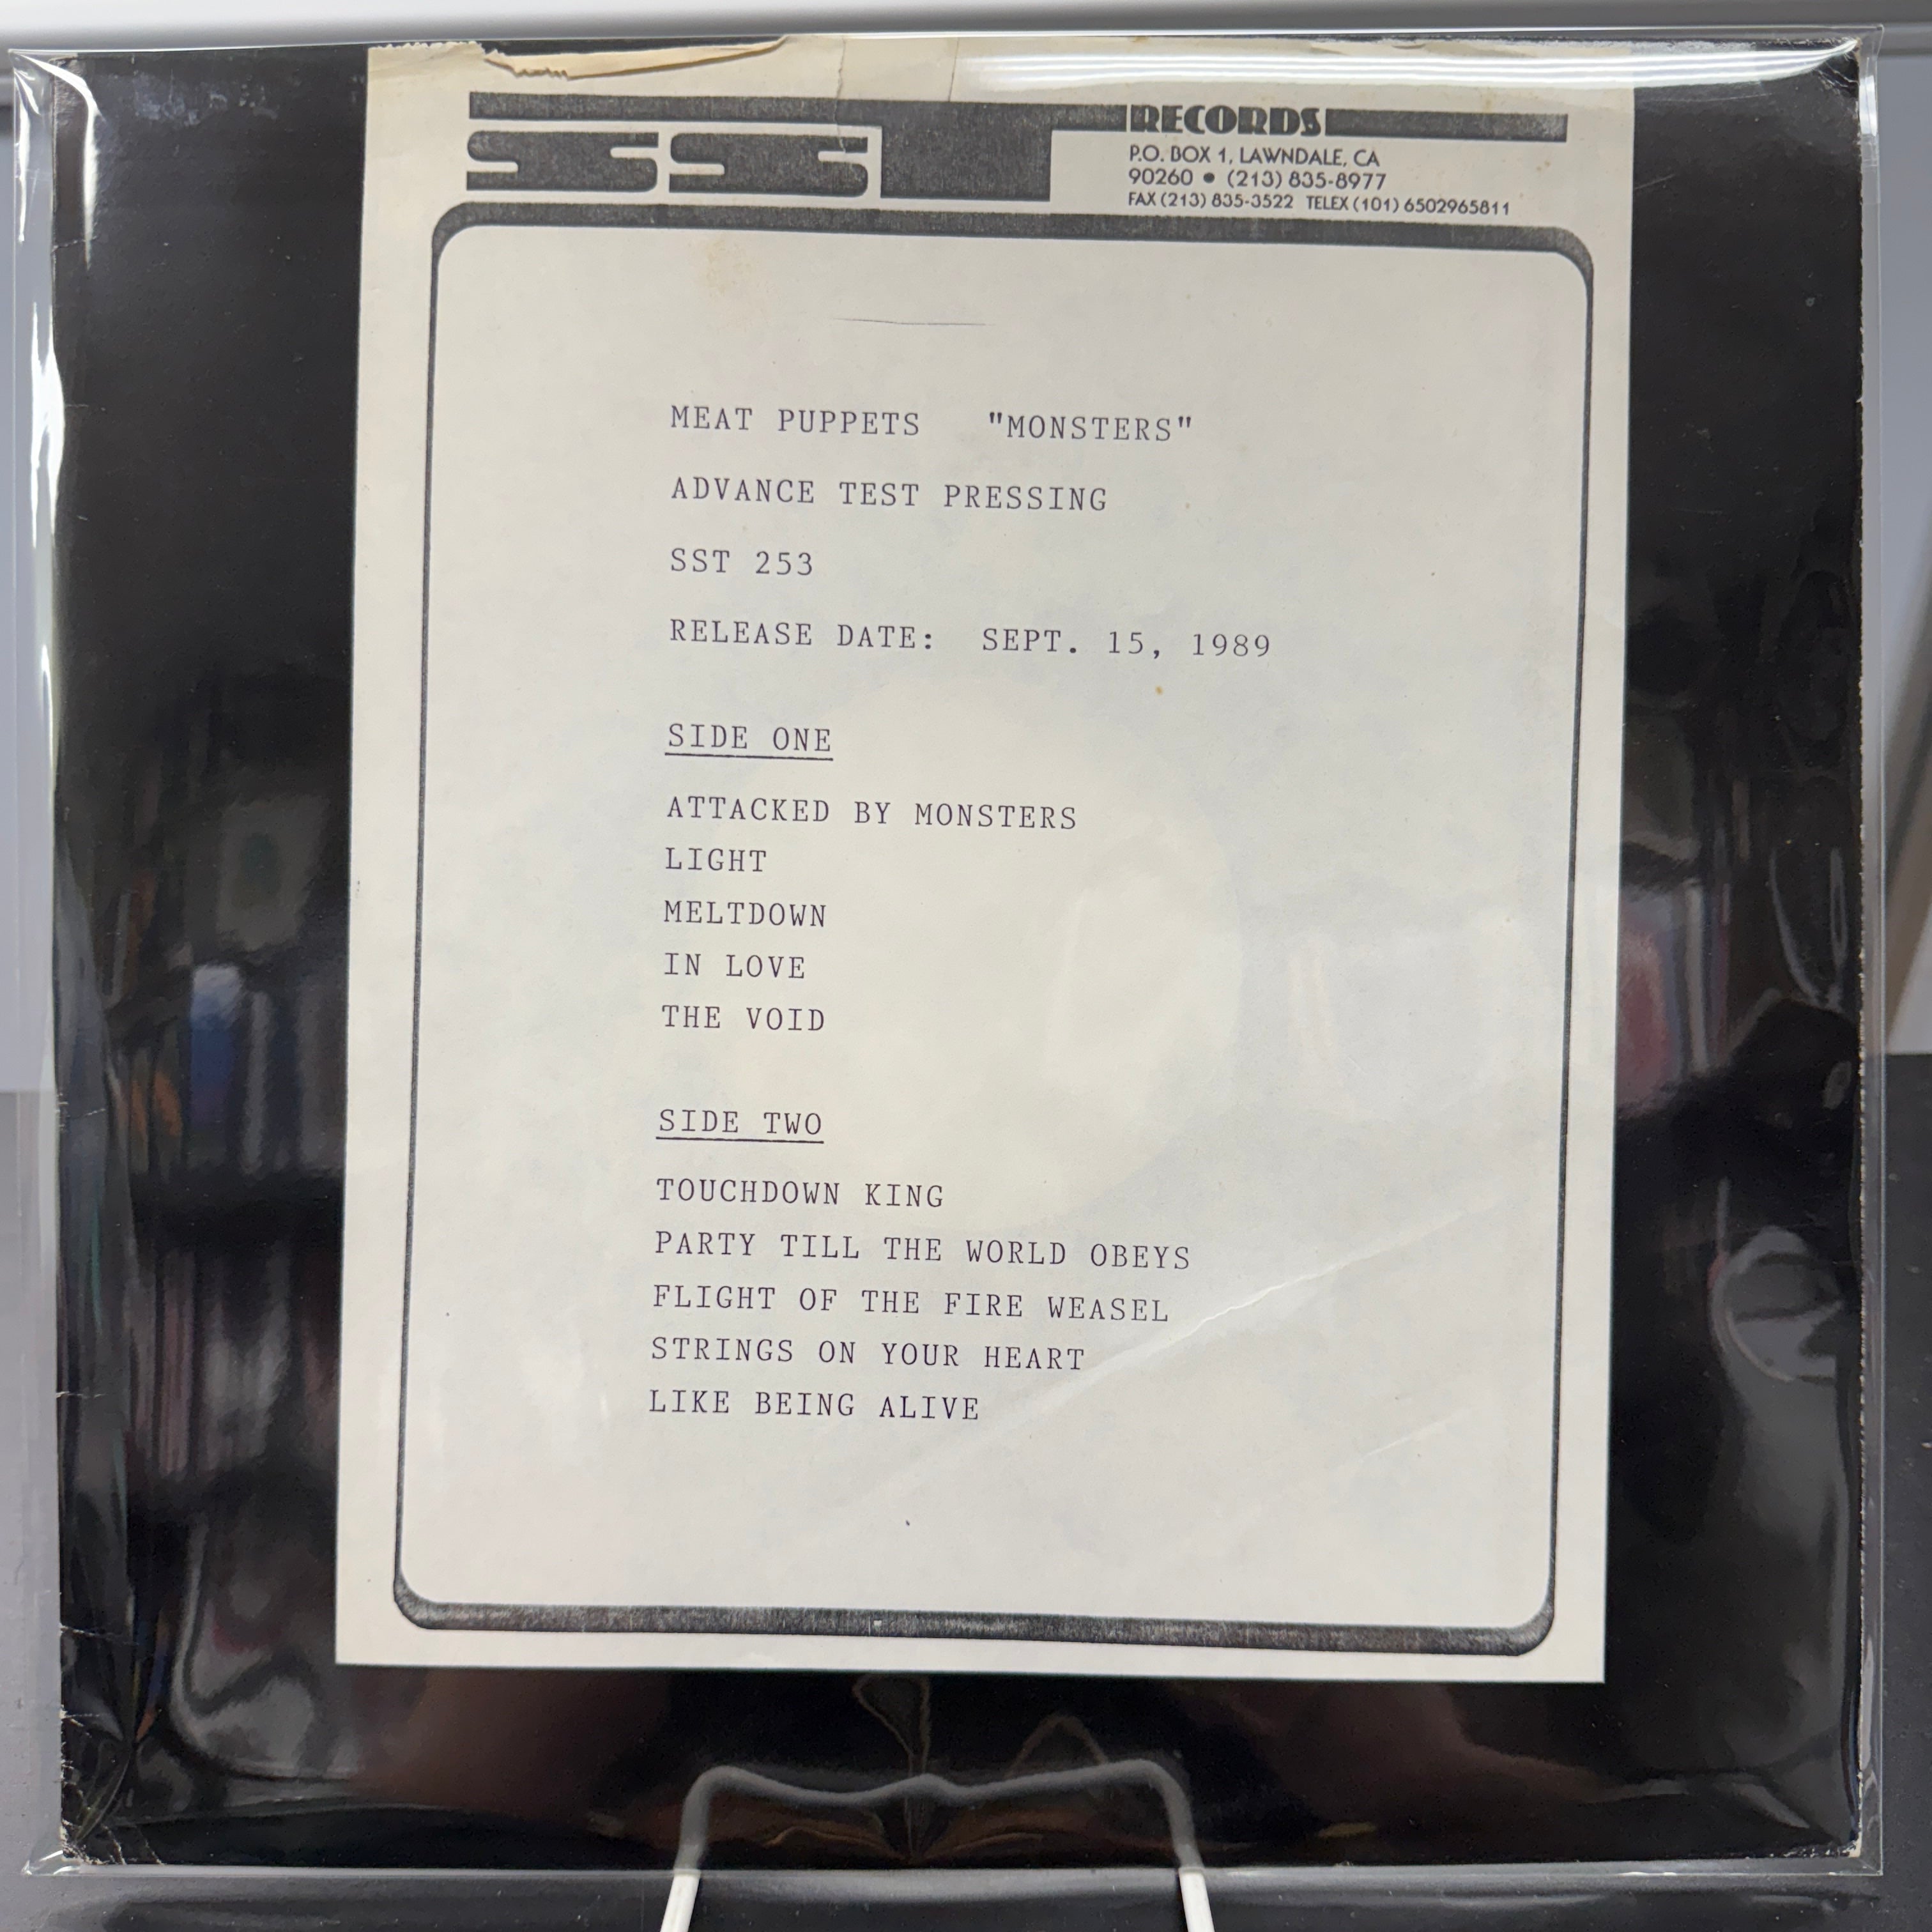 SST RECORDS
P.O. BOX 1, LAWNDALE, CA
90260 • (213) 835-8977
FAX (213) 835-3522 TELEX (101) 6502965811
MEAT PUPPETS "MONSTERS"
ADVANCE TEST PRESSING
SST 253
RELEASE DATE: SEPT. 15, 1989
SIDE ONE
ATTACKED BY MONSTERS
LIGHT
MELTDOWN
IN LOVE
THE VOID
SIDE TWO
TOUCHDOWN KING
PARTY TILL THE WORLD OBEYS
FLIGHT OF THE FIRE WEASEL
STRINGS ON YOUR HEART
LIKE BEING ALIVE